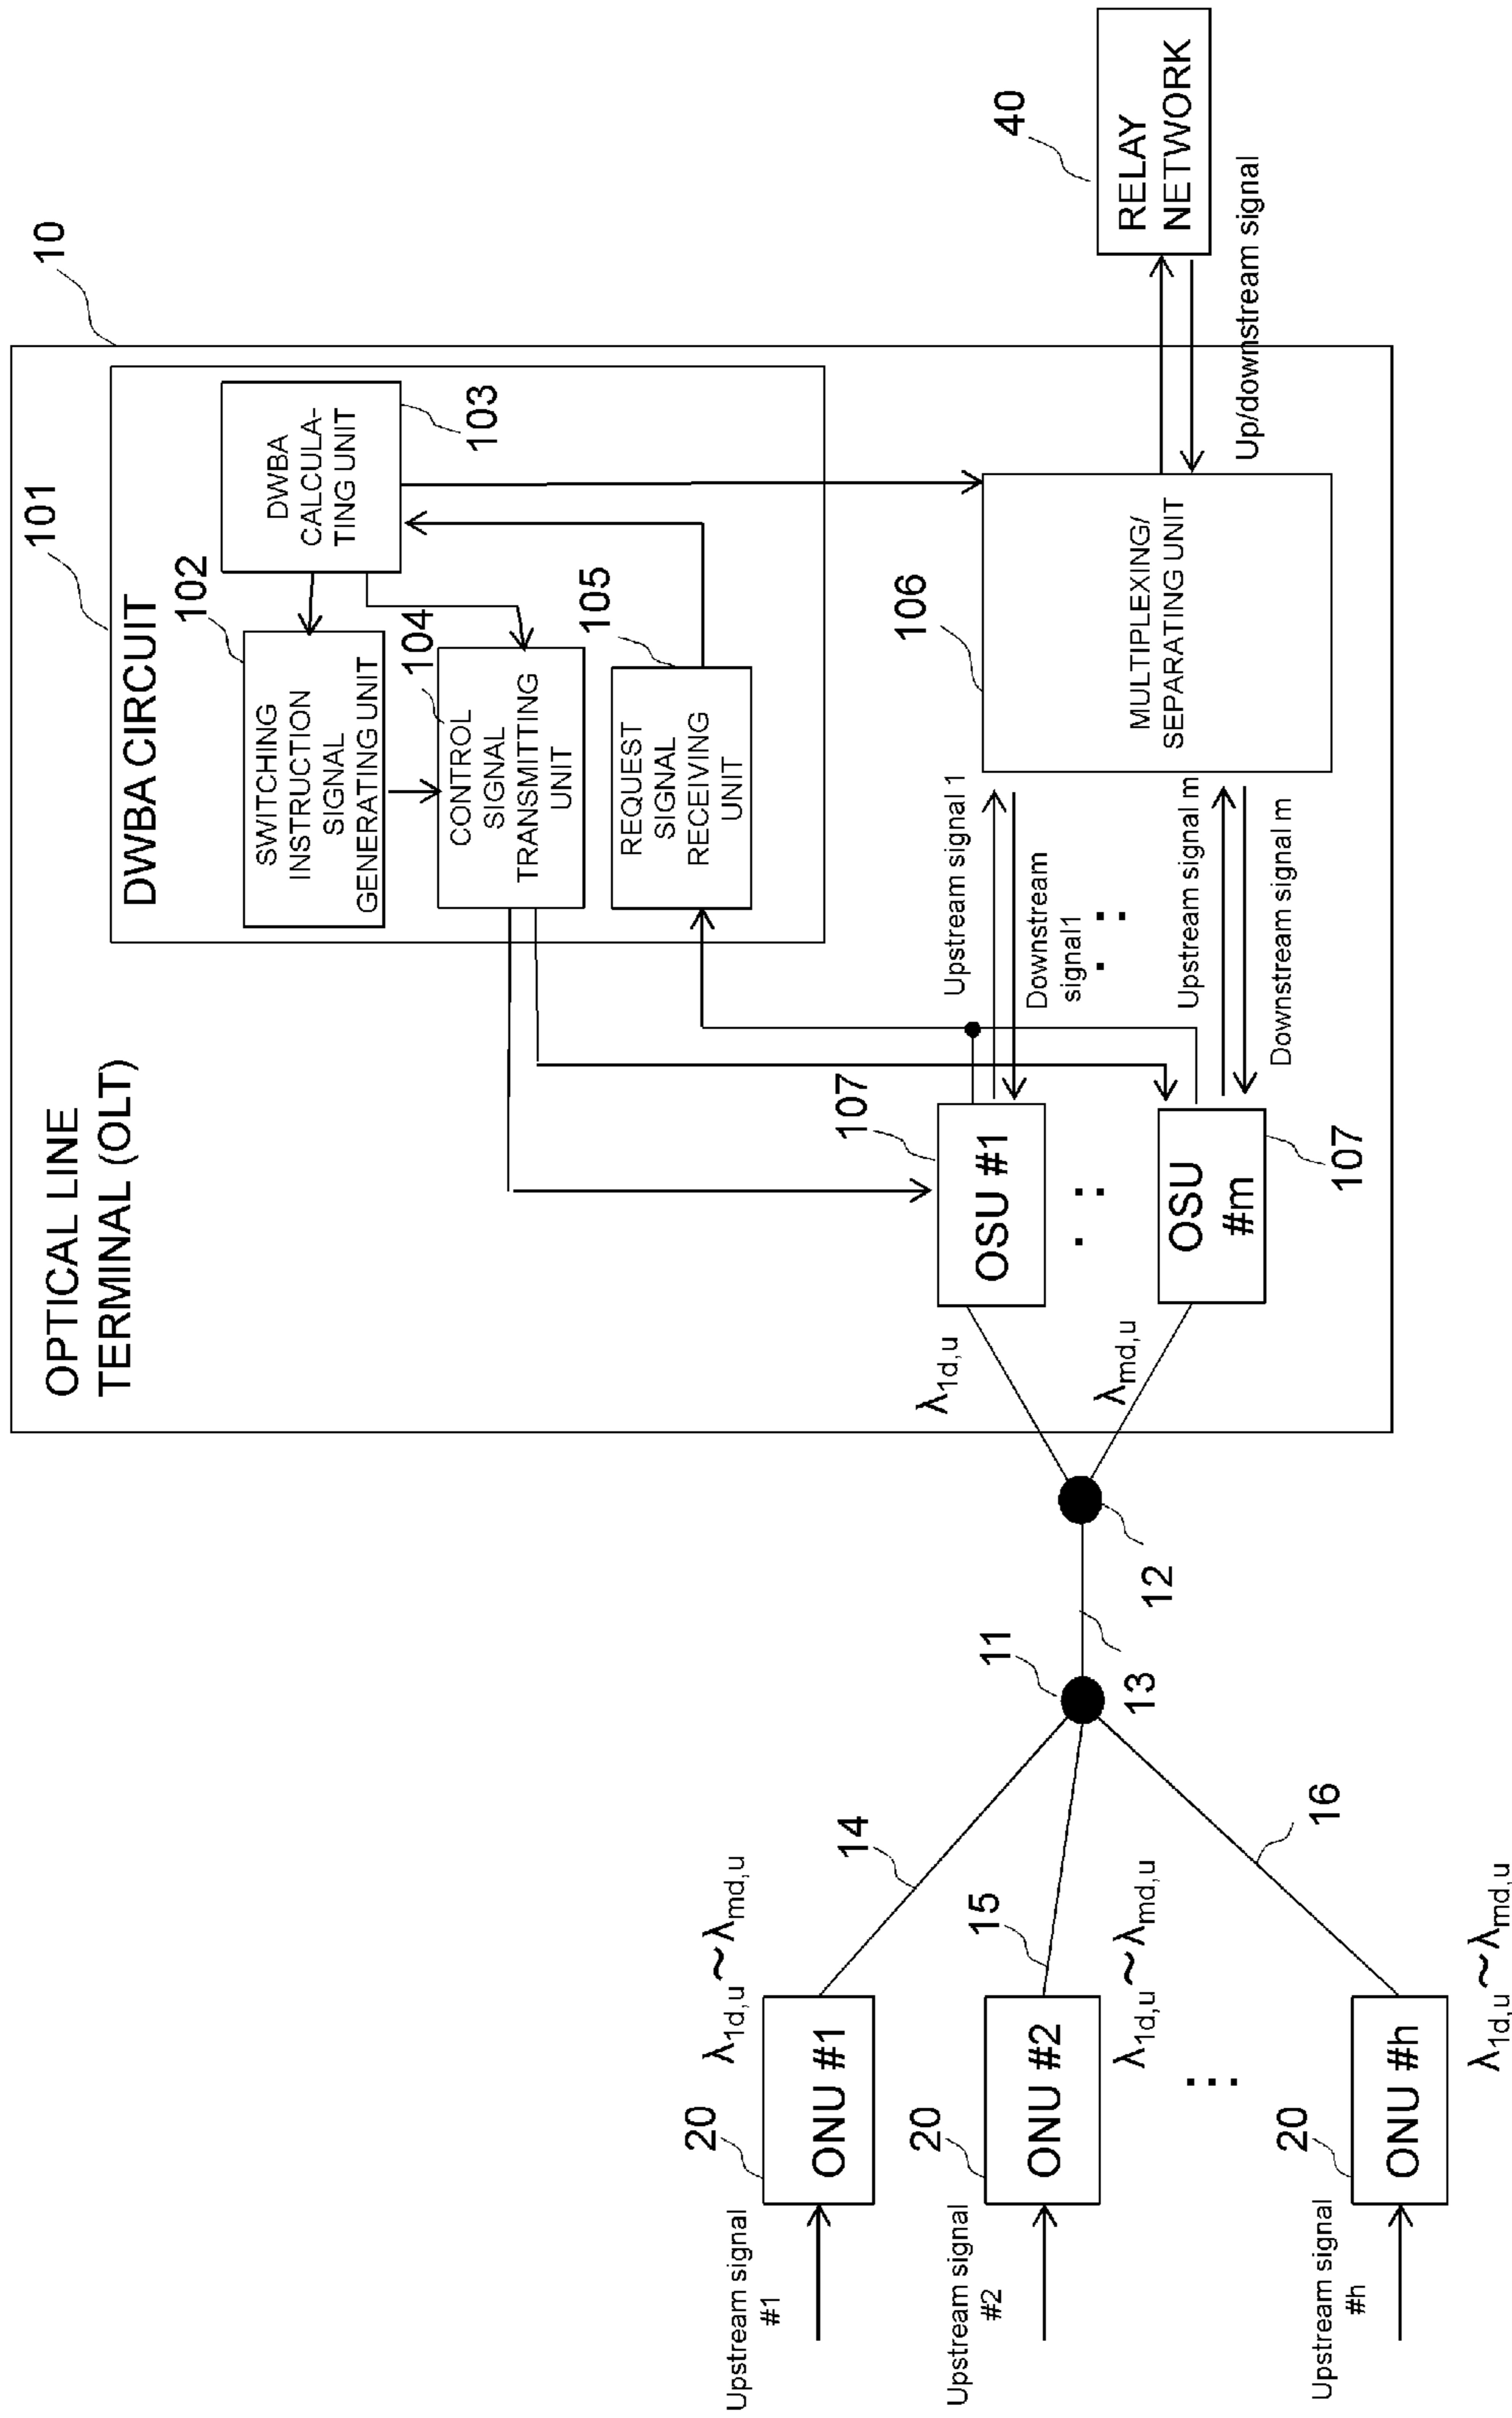 OPTICAL LINE
TERMINAL (OLT)
10
101
DWBA CIRCUIT
102
SWITCHING
INSTRUCTION
SIGNAL
GENERATING UNIT
DWBA
CALCULA-
TING UNIT
103
104
CONTROL
SIGNAL
TRANSMITTING
UNIT
105
REQUEST
SIGNAL
RECEIVING
UNIT
106
MULTIPLEXING/
SEPARATING UNIT
40
RELAY
NETWORK
Up/downstream signal
Upstream signal 1
Downstream
signal1
Upstream signal m
Downstream signal m
107
OSU #1
OSU
#m
107
λ1d,u
λmd,u
12
11
13
14
15
16
λ1d,u~λmd,u
20
ONU #1
Upstream signal
#1
20
ONU #2
λ1d,u~λmd,u
Upstream signal
#2
20
ONU #h
λ1d,u~λmd,u
Upstream signal
#h